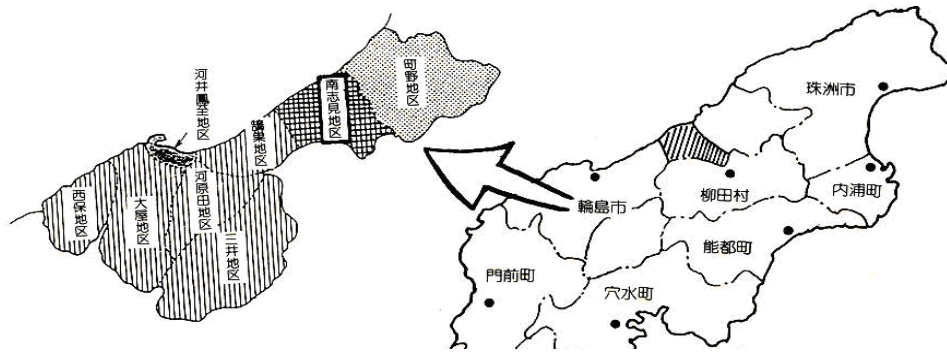 河井鳳至地区
西保地区
大屋地区
河原田地区
三井地区
鵠巣地区
南志見地区
町野地区
珠洲市
内浦町
柳田村
輪島市
能都町
門前町
穴水町